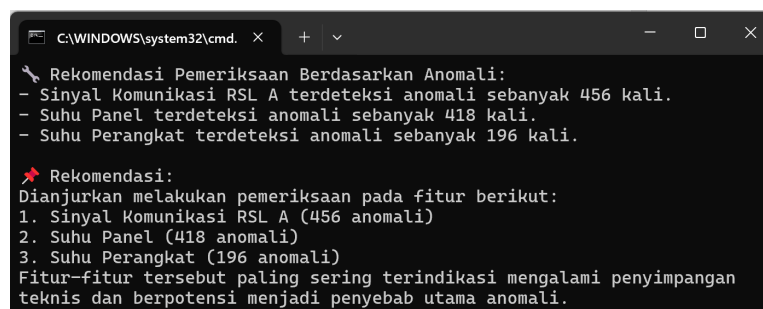 C:\WINDOWS\system32\cmd.
Rekomendasi Pemeriksaan Berdasarkan Anomali:
- Sinyal Komunikasi RSL A terdeteksi anomali sebanyak 456 kali.
- Suhu Panel terdeteksi anomali sebanyak 418 kali.
- Suhu Perangkat terdeteksi anomali sebanyak 196 kali.
Rekomendasi:
Dianjurkan melakukan pemeriksaan pada fitur berikut:
1. Sinyal Komunikasi RSL A (456 anomali)
2. Suhu Panel (418 anomali)
3. Suhu Perangkat (196 anomali)
Fitur-fitur tersebut paling sering terindikasi mengalami penyimpangan
teknis dan berpotensi menjadi penyebab utama anomali.